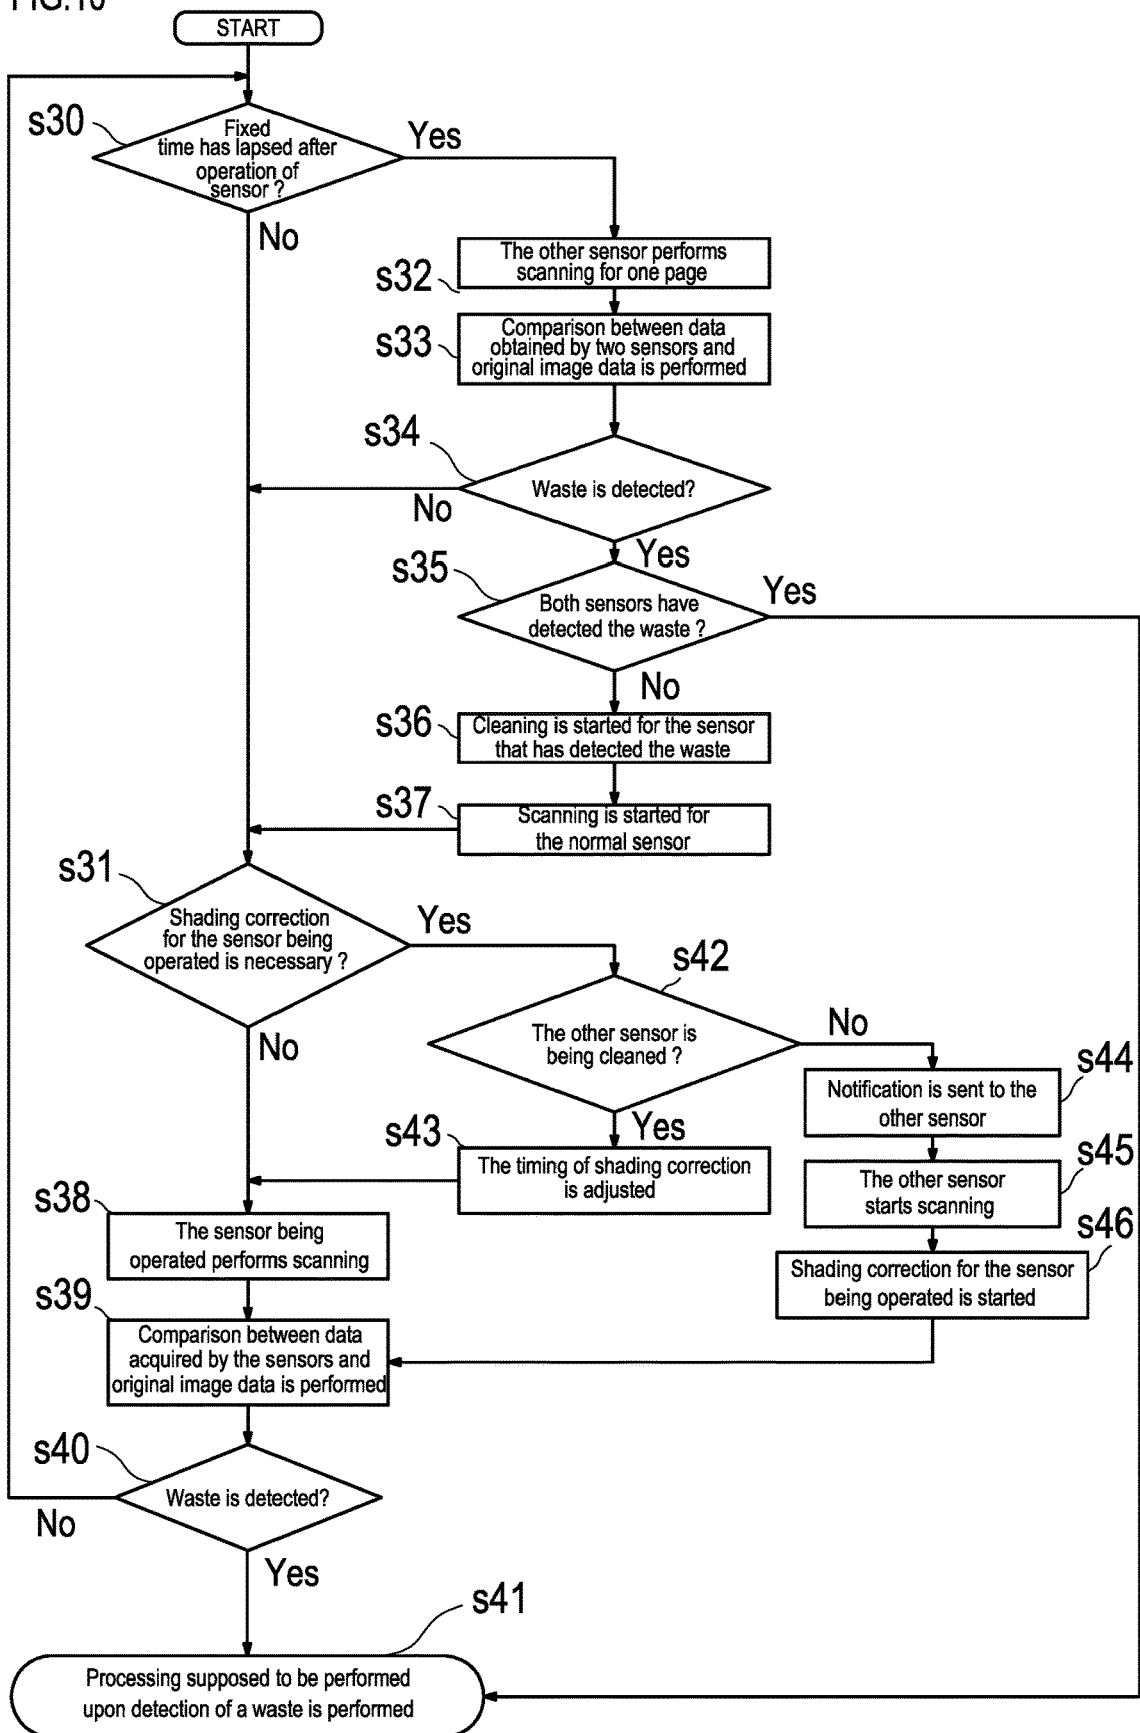 FIG.10
START
s30
Fixed
time has lapsed after
operation of
sensor ?
Yes
No
The other sensor performs
scanning for one page
s32
Comparison between data
obtained by two sensors and
original image data is performed
s33
s34
Waste is detected?
No
Yes
s35
Both sensors have
detected the waste ?
Yes
No
s36
Cleaning is started for the sensor
that has detected the waste
s37
Scanning is started for
the normal sensor
s31
Shading correction
for the sensor being
operated is necessary ?
Yes
No
s42
The other sensor is
being cleaned ?
No
Yes
s44
Notification is sent to the
other sensor
s43
The timing of shading correction
is adjusted
s45
The other sensor
starts scanning
s38
The sensor being
operated performs scanning
s46
Shading correction for the sensor
being operated is started
s39
Comparison between data
acquired by the sensors and
original image data is performed
s40
Waste is detected?
No
Yes
s41
Processing supposed to be performed
upon detection of a waste is performed